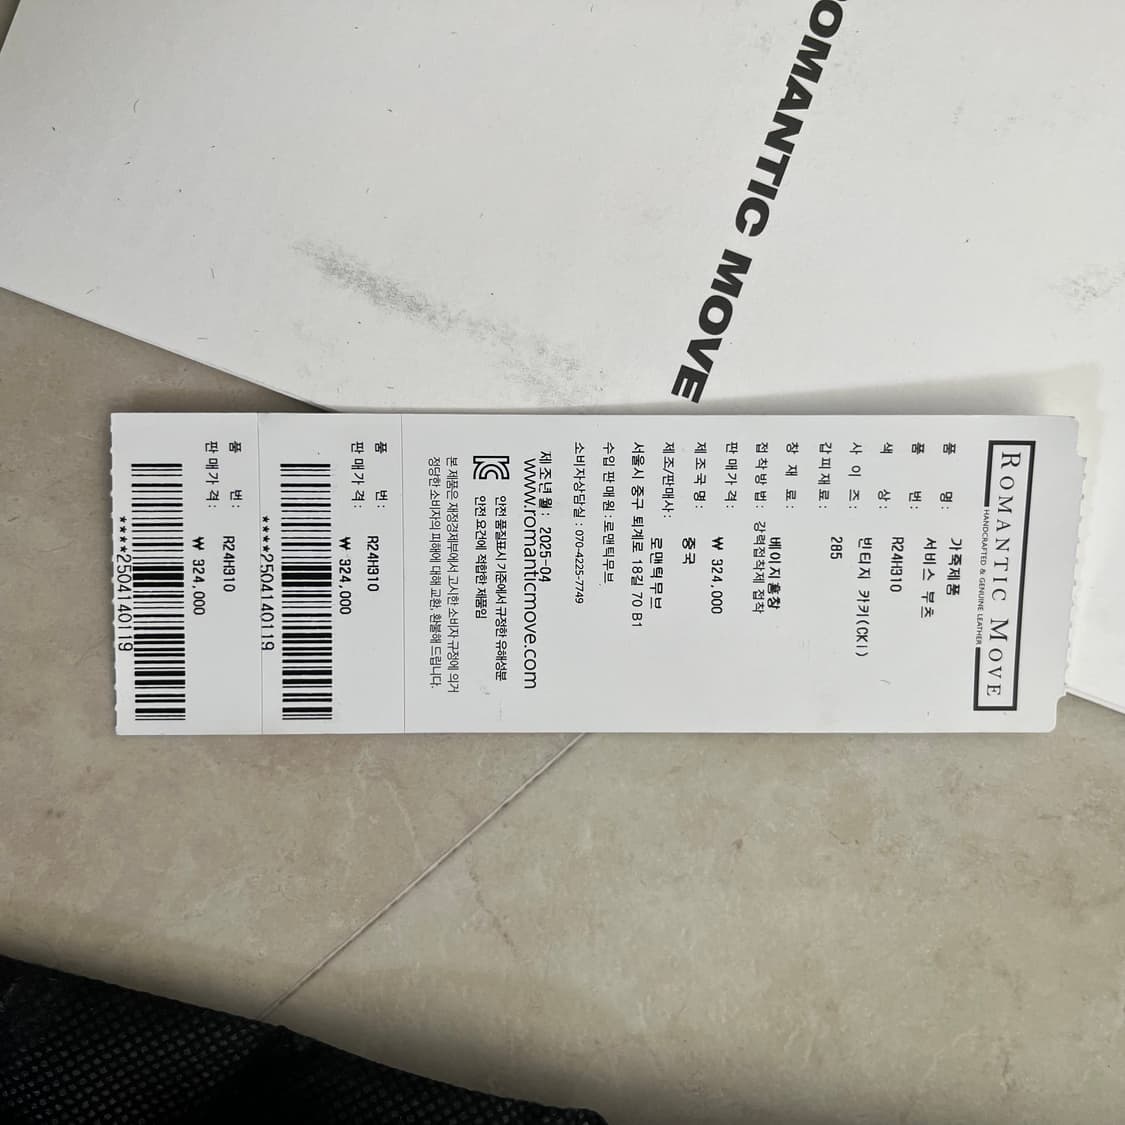 ROMANTIC MOVE
ROMANTIC MOVE
HANDCRAFTED & GENUINE LEATHER
품 명: 가죽제품
품 번: 서비스 부츠
색 상: R24H910
사 이 즈: 빈티지 카키(CKI)
갑피재료: 285
창 재 료:
베이지홍창
접착방법: 강력접착제 접착
판매가격: ₩ 324,000
제조국명: 중국
제조/판매사: 로맨틱무브
서울시 중구 퇴계로 18길 70 B1
수입판매원:로맨틱무브
소비자상담실 : 070-4225-7749
제조년월: 2025-04
www.romanticmove.com
안전품질표시기준에서 규정한 유해성분
안전 요건에 적합한 제품임
본 제품은 재정경제부에서 고시한 소비자 규정에 의거
정당한 소비자의 피해에 대해 교환, 환불해 드립니다.
품 번: R24H910
판매가격: ₩ 324,000
****2504140119
품 번: R24H910
판매가격: ₩ 324,000
****2504140119